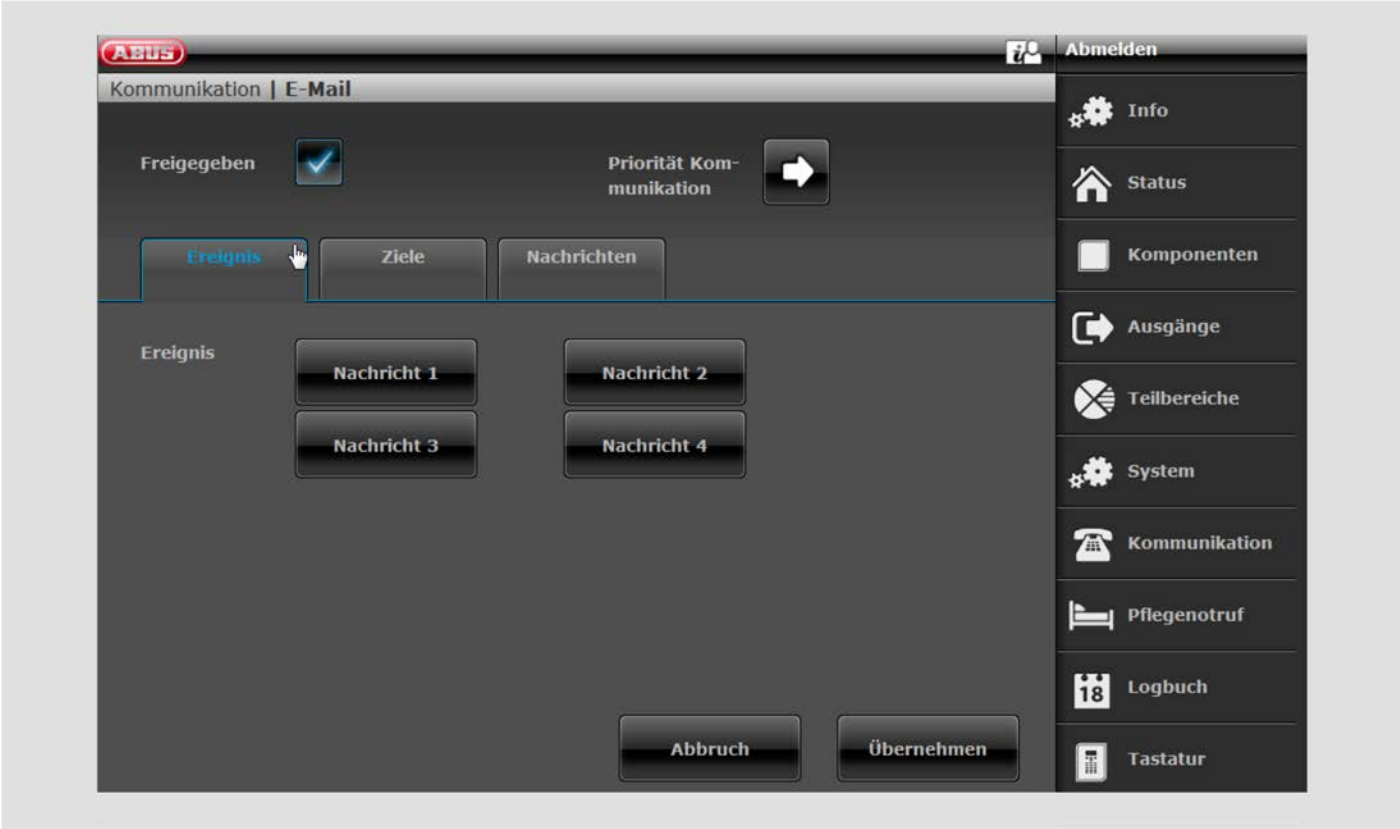 ABUS
Abmelden
Kommunikation | E-Mail
Info
Freigegeben
Priorität Kom-
munikation
Status
Ereignis
Ziele
Nachrichten
Komponenten
Ausgänge
Ereignis
Nachricht 1
Nachricht 2
Teilbereiche
Nachricht 3
Nachricht 4
System
Kommunikation
Pflegenotruf
18
Logbuch
Abbruch
Übernehmen
Tastatur